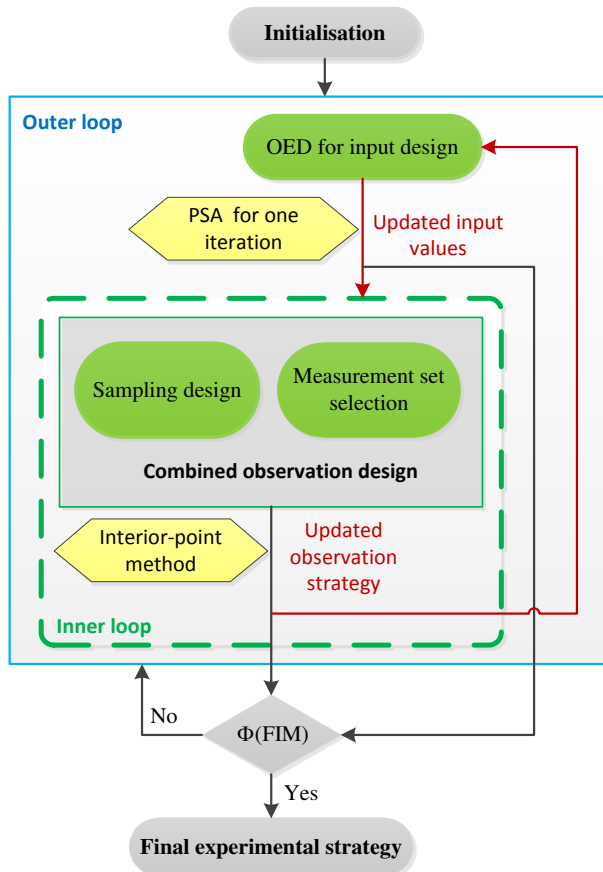 Initialisation
Outer loop
OED for input design
PSA for one
iteration
Updated input
values
Sampling design
Measurement set
selection
Combined observation design
Interior-point
method
Updated
observation
strategy
Inner loop
No
Φ(FIM)
Yes
Final experimental strategy